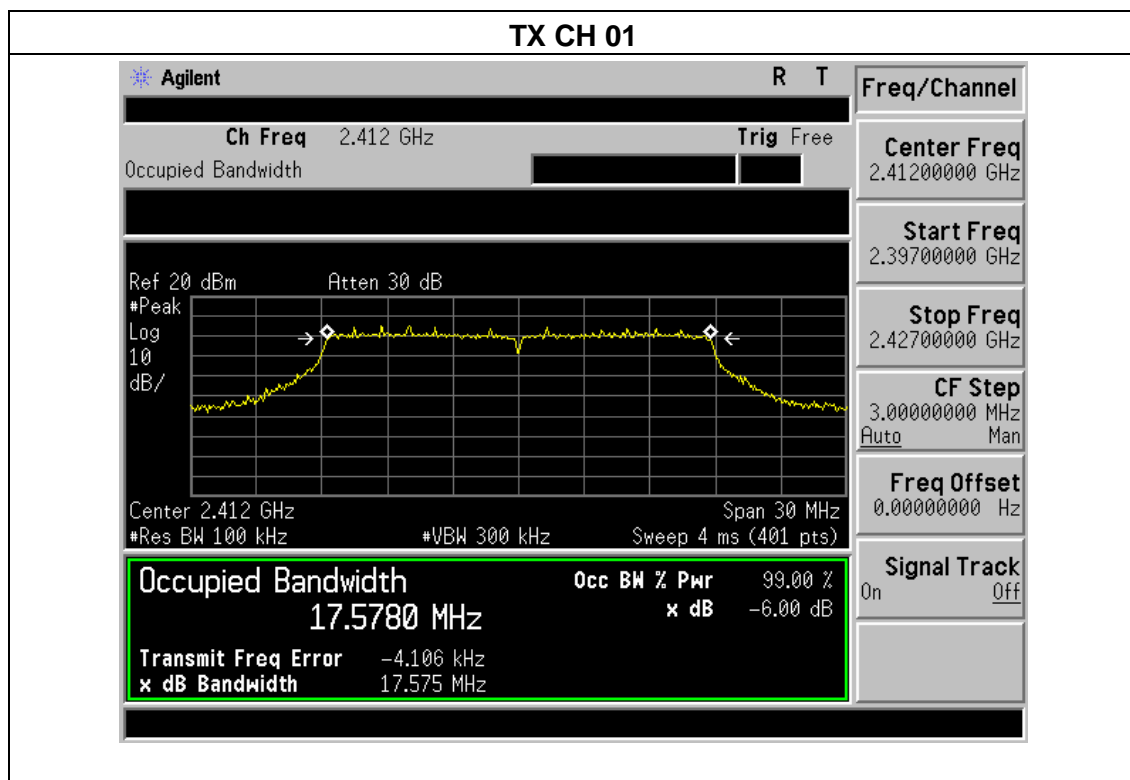 TX CH 01
Agilent R T
Freq/Channel
Ch Freq 2.412 GHz Trig Free
Occupied Bandwidth
Center Freq
2.41200000 GHz
Start Freq
2.39700000 GHz
Stop Freq
2.42700000 GHz
CF Step
3.00000000 MHz
Auto Man
Freq Offset
0.00000000 Hz
Signal Track
On Off
Ref 20 dBm Atten 30 dB
#Peak
Log
10
dB/
Center 2.412 GHz Span 30 MHz
#Res BW 100 kHz #VBW 300 kHz Sweep 4 ms (401 pts)
Occupied Bandwidth
17.5780 MHz
Occ BW % Pwr 99.00 %
x dB -6.00 dB
Transmit Freq Error -4.106 kHz
x dB Bandwidth 17.575 MHz